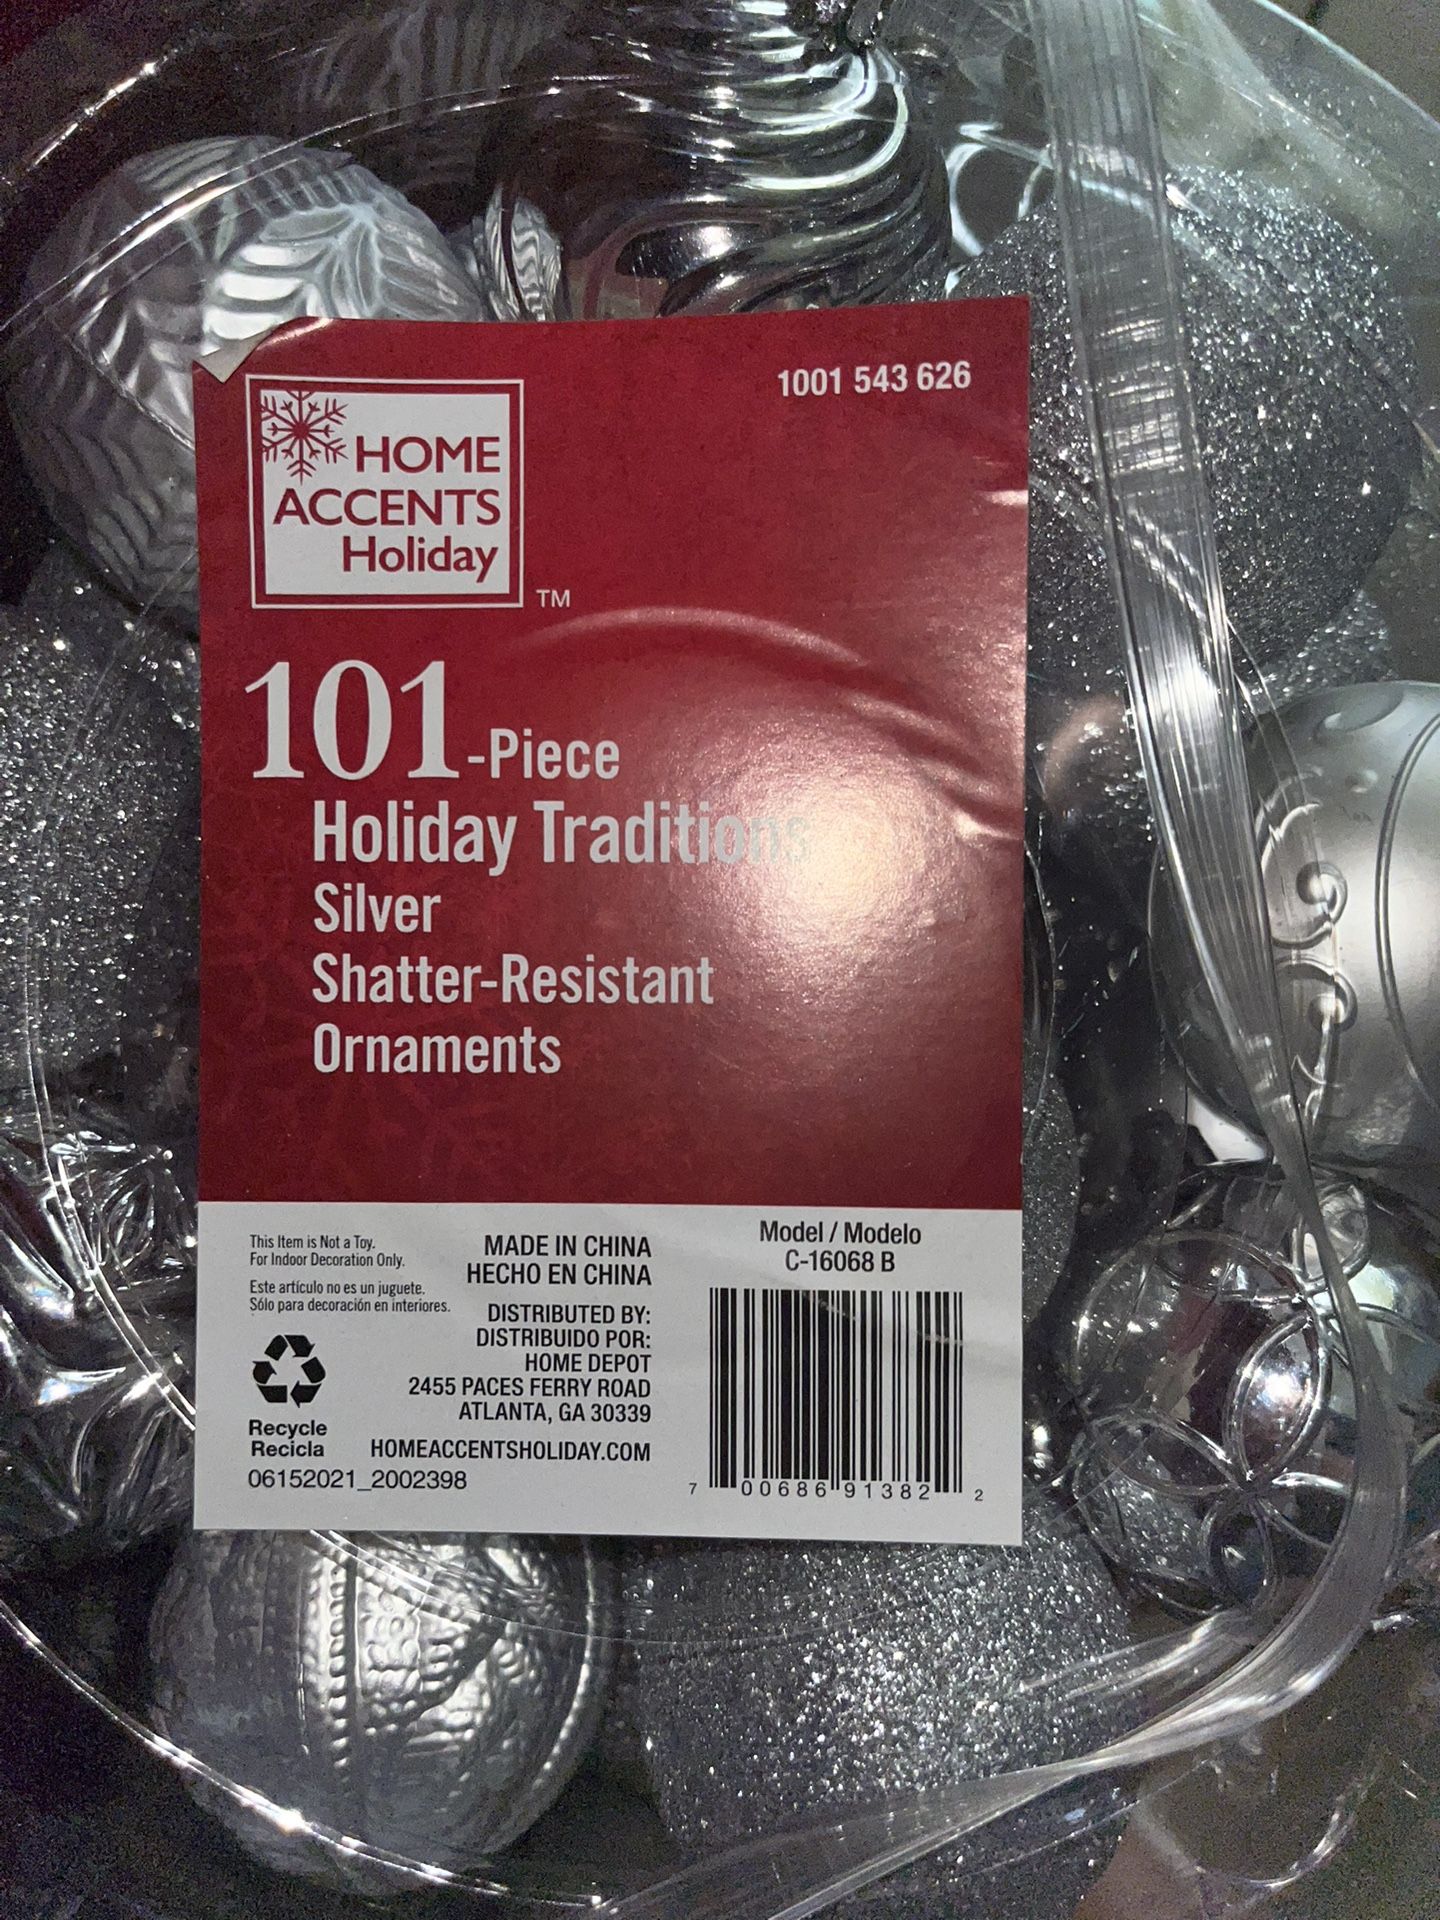 1001 543 626
HOME
ACCENTS
Holiday
TM
101-Piece
Holiday Traditions
Silver
Shatter-Resistant
Ornaments
This Item is Not a Toy.
For Indoor Decoration Only.
Este artículo no es un juguete.
Sólo para decoración en interiores.
Recycle
Recicla
06152021_2002398
MADE IN CHINA
HECHO EN CHINA
DISTRIBUTED BY:
DISTRIBUIDO POR:
HOME DEPOT
2455 PACES FERRY ROAD
ATLANTA, GA 30339
HOMEACCENTSHOLIDAY.COM
Model / Modelo
C-16068 B
7 00686 91382 2